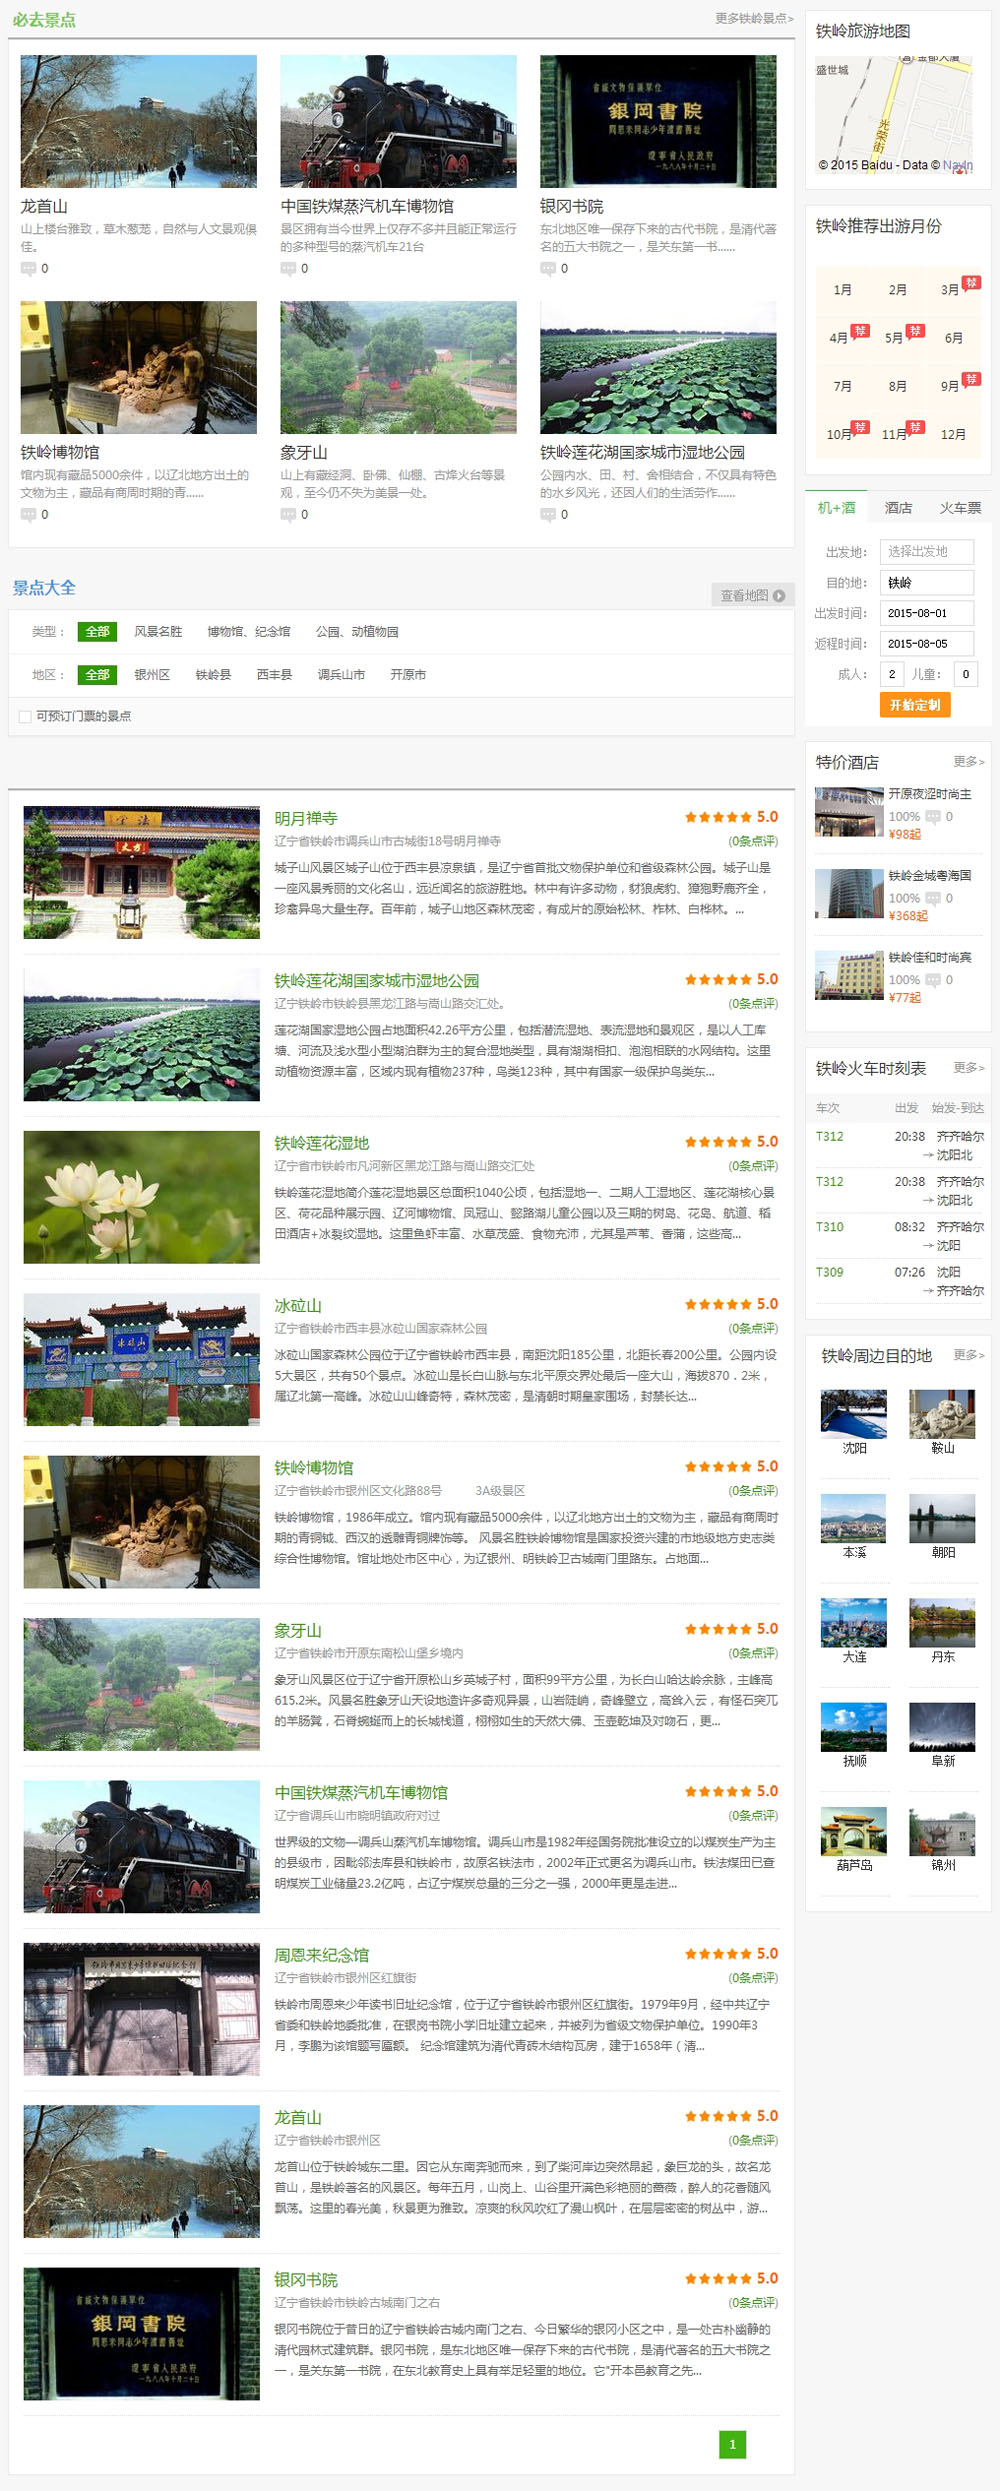 必去景点
更多铁岭景点>
龙首山
山上楼台雅致，草木葱茏，自然与人文景观俱
佳。
0
中国铁煤蒸汽机车博物馆
景区拥有当今世界上仅存不多并且能正常运行
的多种型号的蒸汽机车21台
0
省级文物保护单位
銀岡書院
周恩来同志少年读书旧址
遼寧省人民政府
一九八八年十二月二十日
银冈书院
东北地区唯一保存下来的古代书院，是清代著
名的五大书院之一，是关东第一书......
0
铁岭博物馆
馆内现有藏品5000余件，以辽北地方出土的
文物为主，藏品有商周时期的青......
0
象牙山
山上有藏经洞、卧佛、仙棚、古烽火台等景
观，至今仍不失为美景一处。
0
铁岭莲花湖国家城市湿地公园
公园内水、田、村、舍相结合，不仅具有特色
的水乡风光，还因人们的生活劳作......
0
景点大全
查看地图
类型：
全部
风景名胜
博物馆、纪念馆
公园、动植物园
地区：
全部
银州区
铁岭县
西丰县
调兵山市
开原市
可预订门票的景点
明月禅寺
5.0
辽宁省铁岭市调兵山市古城街18号明月禅寺
(0条点评)
城子山风景区城子山位于西丰县凉泉镇，是辽宁省首批文物保护单位和省级森林公园。城子山是
一座风景秀丽的文化名山，远近闻名的旅游胜地。林中有许多动物，豺狼虎豹、獐狍野鹿齐全，
珍禽异鸟大量生存。百年前，城子山地区森林茂密，有成片的原始松林、柞林、白桦林。...
铁岭莲花湖国家城市湿地公园
5.0
辽宁铁岭市铁岭县黑龙江路与嵩山路交汇处。
(0条点评)
莲花湖国家湿地公园占地面积42.26平方公里，包括潜流湿地、表流湿地和景观区，是以人工库
塘、河流及浅水型小型湖泊群为主的复合湿地类型，具有湖湖相扣、泡泡相联的水网结构。这里
动植物资源丰富，区域内现有植物237种，鸟类123种，其中有国家一级保护鸟类东...
铁岭莲花湿地
5.0
辽宁省市铁岭市凡河新区黑龙江路与嵩山路交汇处
(0条点评)
铁岭莲花湿地简介莲花湿地景区总面积1040公顷，包括湿地一、二期人工湿地区、莲花湖核心景
区、荷花品种展示园、辽河博物馆、凤冠山、懿路湖儿童公园以及三期的树岛、花岛、航道、稻
田酒店+冰裂纹湿地。这里鱼虾丰富、水草茂盛、食物充沛，尤其是芦苇、香蒲，这些高...
冰砬山
5.0
辽宁省铁岭市西丰县冰砬山国家森林公园
(0条点评)
冰砬山国家森林公园位于辽宁省铁岭市西丰县，南距沈阳185公里，北距长春200公里。公园内设
5大景区，共有50个景点。冰砬山是长白山脉与东北平原交界处最后一座大山，海拔870．2米，
属辽北第一高峰。冰砬山山峰奇特，森林茂密，是清朝时期皇家围场，封禁长达...
铁岭博物馆
5.0
辽宁省铁岭市银州区文化路88号
3A级景区
(0条点评)
铁岭博物馆，1986年成立。馆内现有藏品5000余件，以辽北地方出土的文物为主，藏品有商周时
期的青铜钺、西汉的透雕青铜牌饰等。 风景名胜铁岭博物馆是国家投资兴建的市地级地方史志类
综合性博物馆。馆址地处市区中心，为辽银州、明铁岭卫古城南门里路东。占地面...
象牙山
5.0
辽宁省铁岭市开原东南松山堡乡境内
(0条点评)
象牙山风景区位于辽宁省开原松山乡英城子村，面积99平方公里，为长白山哈达岭余脉，主峰高
615.2米。风景名胜象牙山天设地造许多奇观异景，山岩陡峭，奇峰壁立，高耸入云，有怪石突兀
的羊肠箕，石脊蜿蜒而上的长城栈道，栩栩如生的天然大佛、玉壶乾坤及对吻石，更...
中国铁煤蒸汽机车博物馆
5.0
辽宁省调兵山市晓明镇政府对过
(0条点评)
世界级的文物—调兵山蒸汽机车博物馆。调兵山市是1982年经国务院批准设立的以煤炭生产为主
的县级市，因毗邻法库县和铁岭市，故原名铁法市，2002年正式更名为调兵山市。铁法煤田已查
明煤炭工业储量23.2亿吨，占辽宁煤炭总量的三分之一强，2000年更是走进...
周恩来纪念馆
5.0
辽宁省铁岭市银州区红旗街
(0条点评)
铁岭市周恩来少年读书旧址纪念馆，位于辽宁省铁岭市银州区红旗街。1979年9月，经中共辽宁
省委和铁岭地委批准，在银岗书院小学旧址建立起来，并被列为省级文物保护单位。1990年3
月，李鹏为该馆题写匾额。 纪念馆建筑为清代青砖木结构瓦房，建于1658年（清...
龙首山
5.0
辽宁省铁岭市银州区
(0条点评)
龙首山位于铁岭城东二里。因它从东南奔驰而来，到了柴河岸边突然昂起，象巨龙的头，故名龙
首山，是铁岭著名的风景区。每年五月，山岗上、山谷里开满色彩艳丽的蔷薇，醉人的花香随风
飘荡。这里的春光美，秋景更为雅致。凉爽的秋风吹红了漫山枫叶，在层层密密的树丛中，游...
银冈书院
5.0
辽宁省铁岭市铁岭古城南门之右
(0条点评)
银冈书院位于昔日的辽宁省铁岭古城内南门之右、今日繁华的银冈小区之中，是一处古朴幽静的
清代园林式建筑群。银冈书院，是东北地区唯一保存下来的古代书院，是清代著名的五大书院之
一，是关东第一书院，在东北教育史上具有举足轻重的地位。它"开本邑教育之先...
1
铁岭旅游地图
盛世城
光荣街
© 2015 Baidu - Data © NavIn
铁岭推荐出游月份
1月
2月
3月 荐
4月 荐
5月 荐
6月
7月
8月
9月 荐
10月 荐
11月 荐
12月
机+酒
酒店
火车票
出发地：
选择出发地
目的地：
铁岭
出发时间：
2015-08-01
返程时间：
2015-08-05
成人：
2
儿童：
0
开始定制
特价酒店
更多>
开原夜涩时尚主
100% 0
¥98起
铁岭金城粤海国
100% 0
¥368起
铁岭佳和时尚宾
100% 0
¥77起
铁岭火车时刻表
更多>
车次
出发
始发-到达
T312
20:38
齐齐哈尔
→ 沈阳北
T312
20:38
齐齐哈尔
→ 沈阳北
T310
08:32
齐齐哈尔
→ 沈阳
T309
07:26
沈阳
→ 齐齐哈尔
铁岭周边目的地
更多>
沈阳
鞍山
本溪
朝阳
大连
丹东
抚顺
阜新
葫芦岛
锦州